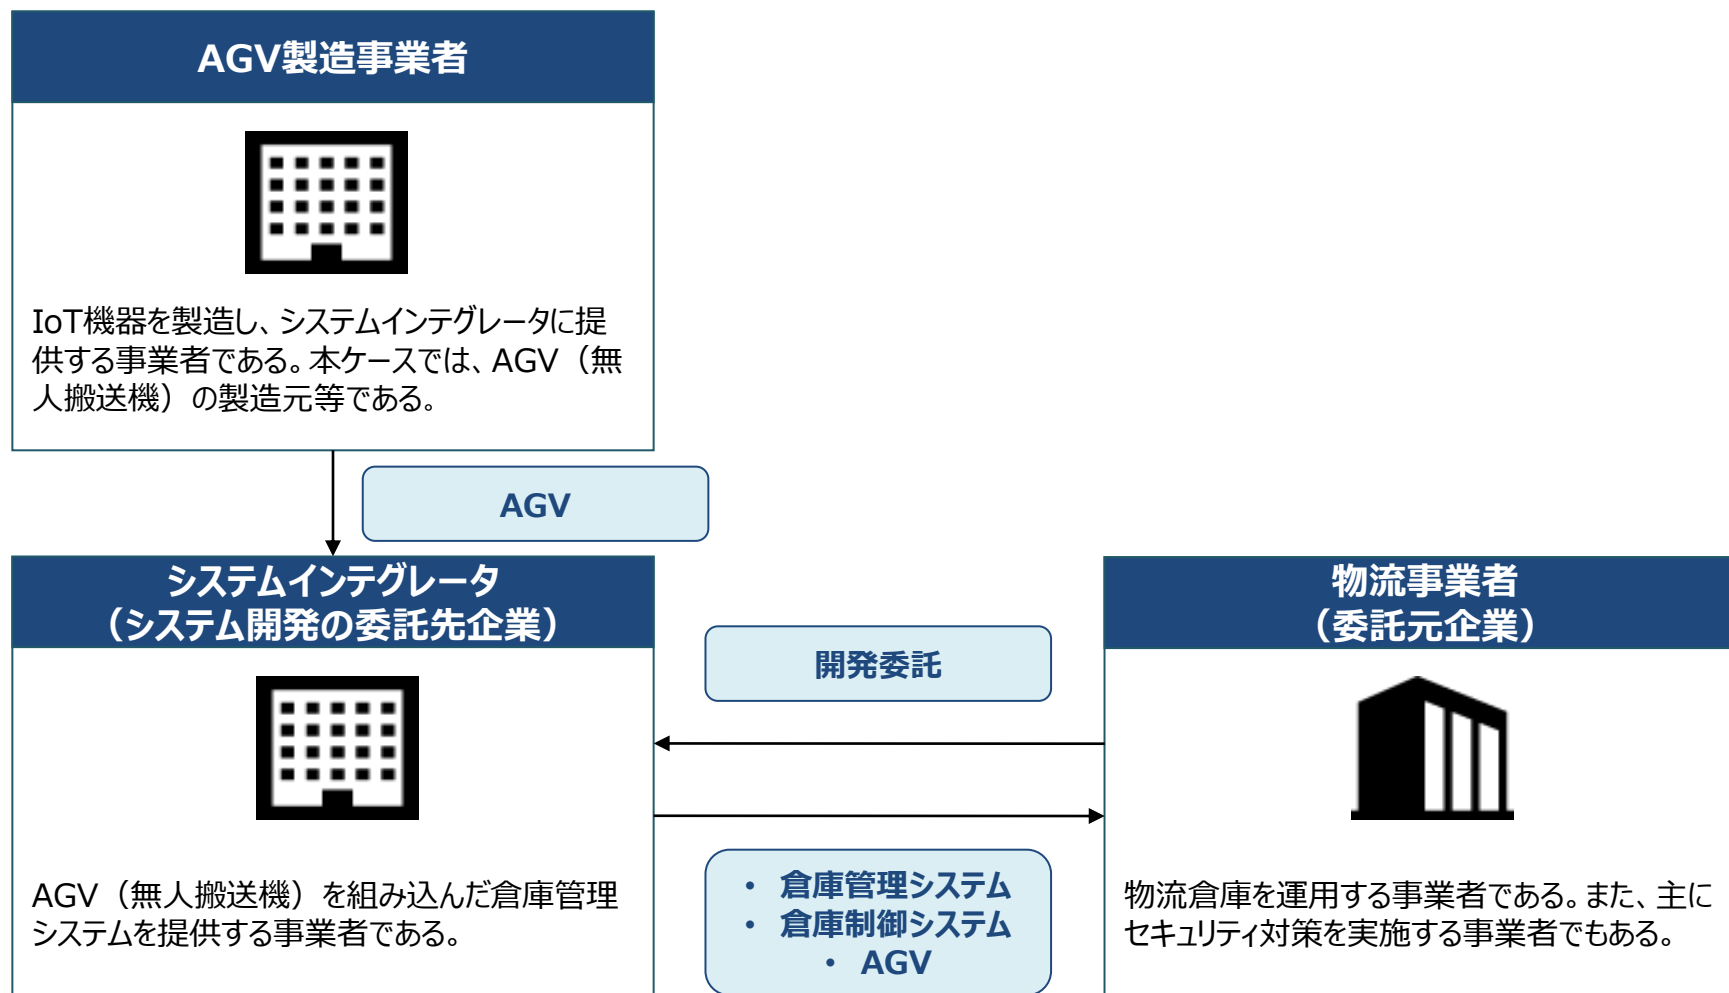 AGV製造事業者
IoT機器を製造し、システムインテグレータに提
供する事業者である。本ケースでは、AGV（無
人搬送機）の製造元等である。
AGV
システムインテグレータ
（システム開発の委託先企業）
AGV（無人搬送機）を組み込んだ倉庫管理
システムを提供する事業者である。
開発委託
• 倉庫管理システム
• 倉庫制御システム
• AGV
物流事業者
（委託元企業）
物流倉庫を運用する事業者である。また、主に
セキュリティ対策を実施する事業者でもある。